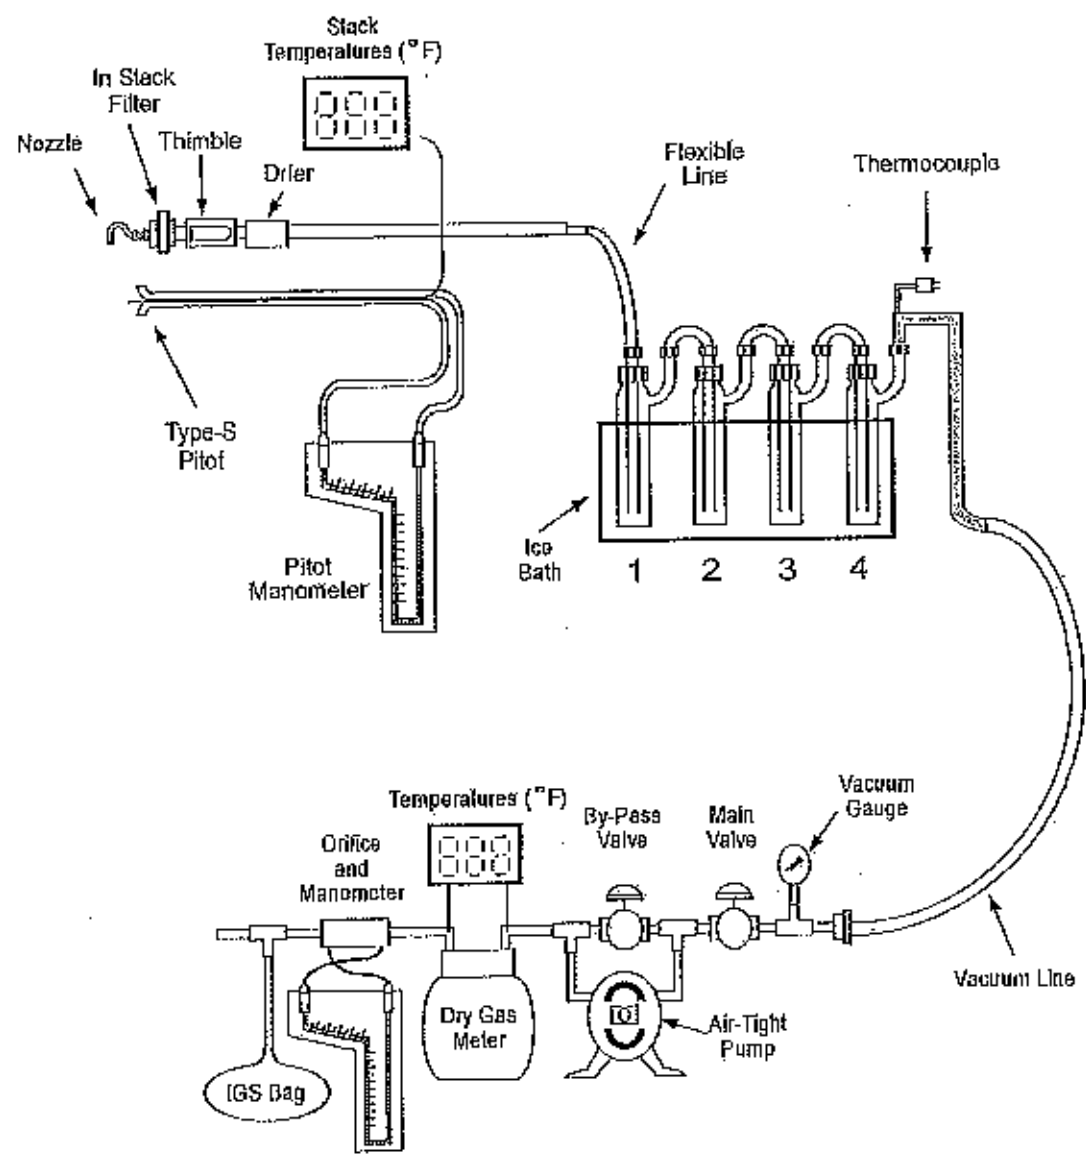 Stack
Temperatures (°F)
In Stack
Filter
Nozzle
Thimble
Drier
Flexible
Line
Thermocouple
Type-S
Pitot
Pitot
Manometer
Ice
Bath
1
2
3
4
Temperatures (°F)
By-Pass
Valve
Main
Valve
Vacuum
Gauge
Orifice
and
Manometer
Vacuum Line
Dry Gas
Meter
Air-Tight
Pump
IGS Bag